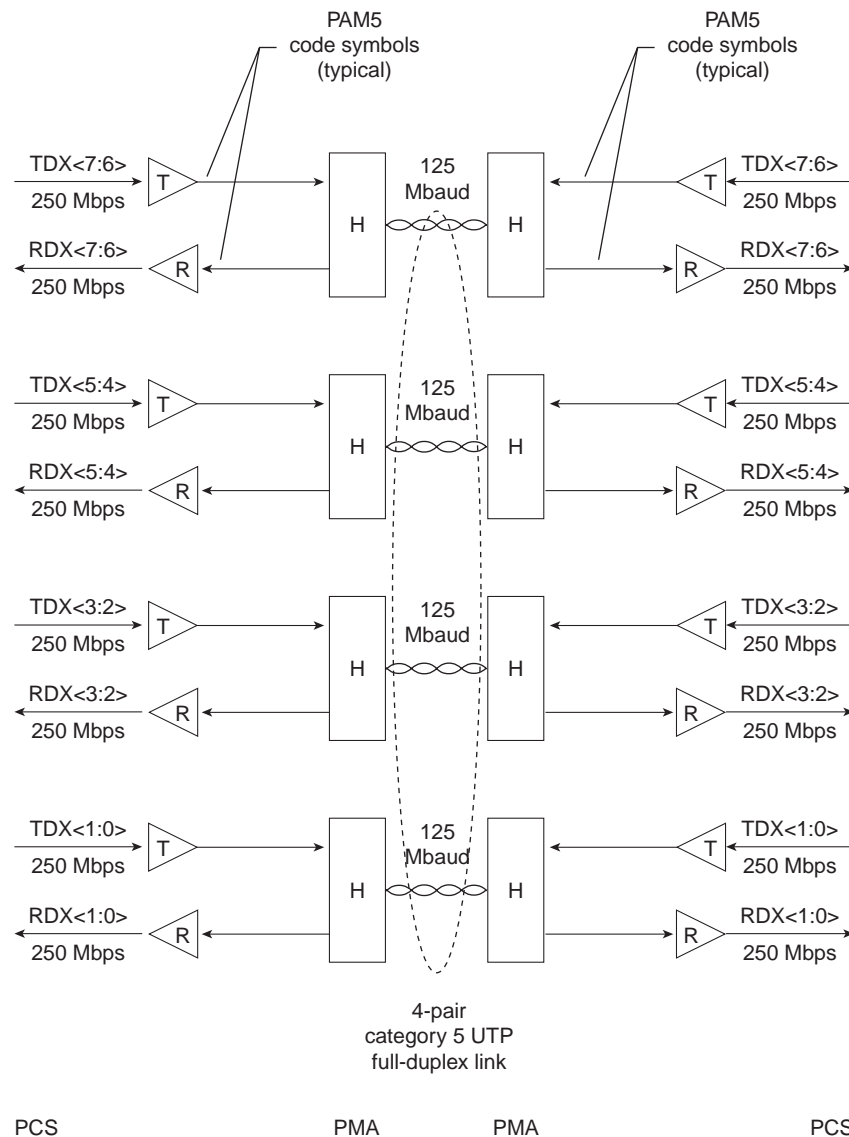 PAM5
code symbols
(typical)
PAM5
code symbols
(typical)
TDX<7:6>
250 Mbps
T
RDX<7:6>
250 Mbps
R
H
125
Mbaud
H
TDX<7:6>
250 Mbps
T
RDX<7:6>
250 Mbps
R
TDX<5:4>
250 Mbps
T
RDX<5:4>
250 Mbps
R
H
125
Mbaud
H
TDX<5:4>
250 Mbps
T
RDX<5:4>
250 Mbps
R
TDX<3:2>
250 Mbps
T
RDX<3:2>
250 Mbps
R
H
125
Mbaud
H
TDX<3:2>
250 Mbps
T
RDX<3:2>
250 Mbps
R
TDX<1:0>
250 Mbps
T
RDX<1:0>
250 Mbps
R
H
125
Mbaud
H
TDX<1:0>
250 Mbps
T
RDX<1:0>
250 Mbps
R
4-pair
category 5 UTP
full-duplex link
PCS PMA PMA PCS